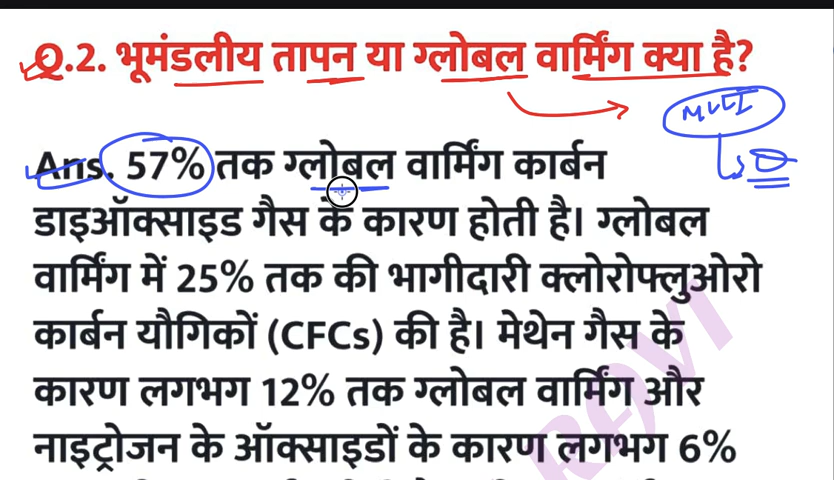 Q.2. भूमंडलीय तापन या ग्लोबल वार्मिंग क्या है?
Ans. 57% तक ग्लोबल वार्मिंग कार्बन
डाइऑक्साइड गैस के कारण होती है। ग्लोबल
वार्मिंग में 25% तक की भागीदारी क्लोरोफ्लुओरो
कार्बन यौगिकों (CFCs) की है। मेथेन गैस के
कारण लगभग 12% तक ग्लोबल वार्मिंग और
नाइट्रोजन के ऑक्साइडों के कारण लगभग 6%
RAVI